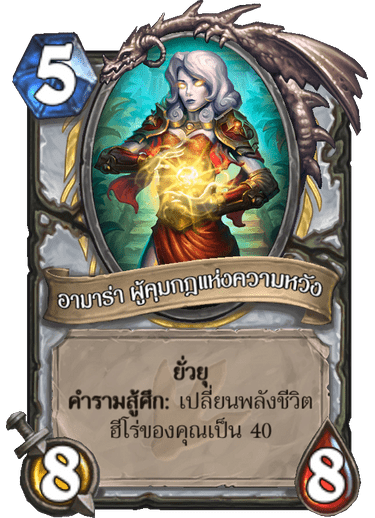 5
อามาร่า ผู้คุมกฎแห่งความหวัง
ยั่วยุ
คำรามสู้ศึก: เปลี่ยนพลังชีวิต
ฮีโร่ของคุณเป็น 40
8
8